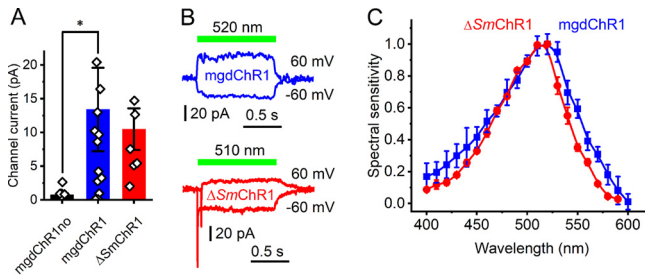 A
Channel current (pA)
20
15
10
5
0
*
mgdChR1no
mgdChR1
ΔSmChR1
B
520 nm
60 mV
mgdChR1
-60 mV
20 pA
0.5 s
510 nm
60 mV
ΔSmChR1
-60 mV
20 pA
0.5 s
C
ΔSmChR1
mgdChR1
Spectral sensitivity
1.0
0.8
0.6
0.4
0.2
0.0
400
450
500
550
600
Wavelength (nm)